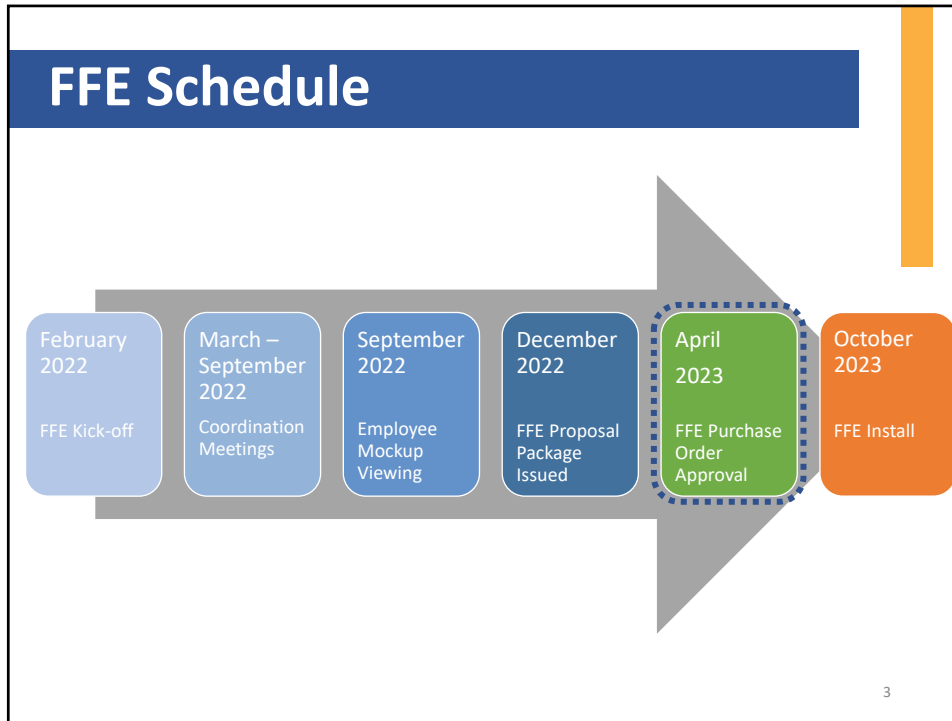 FFE Schedule
February
2022
FFE Kick-off
March –
September
2022
Coordination
Meetings
September
2022
Employee
Mockup
Viewing
December
2022
FFE Proposal
Package
Issued
April
2023
FFE Purchase
Order
Approval
October
2023
FFE Install
3